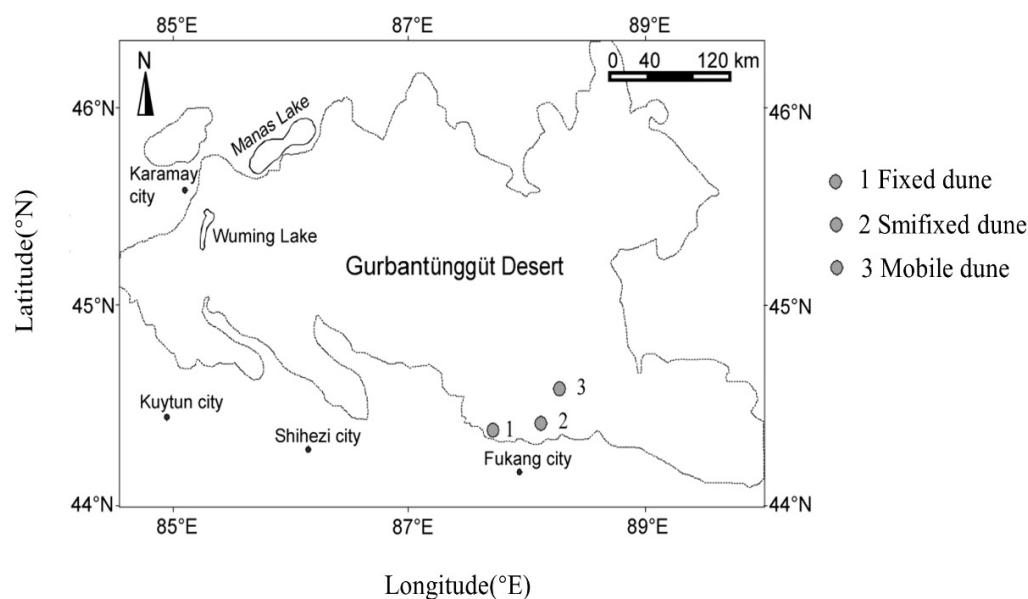 85°E 87°E 89°E
N
0 40 120 km
46°N 46°N
Manas Lake
Karamay
city
1 Fixed dune
Wuming Lake
2 Smifixed dune
Gurbantünggüt Desert
3 Mobile dune
Latitude(°N)
45°N 45°N
3
Kuytun city
2
1
Shihezi city
Fukang city
44°N 44°N
85°E 87°E 89°E
Longitude(°E)